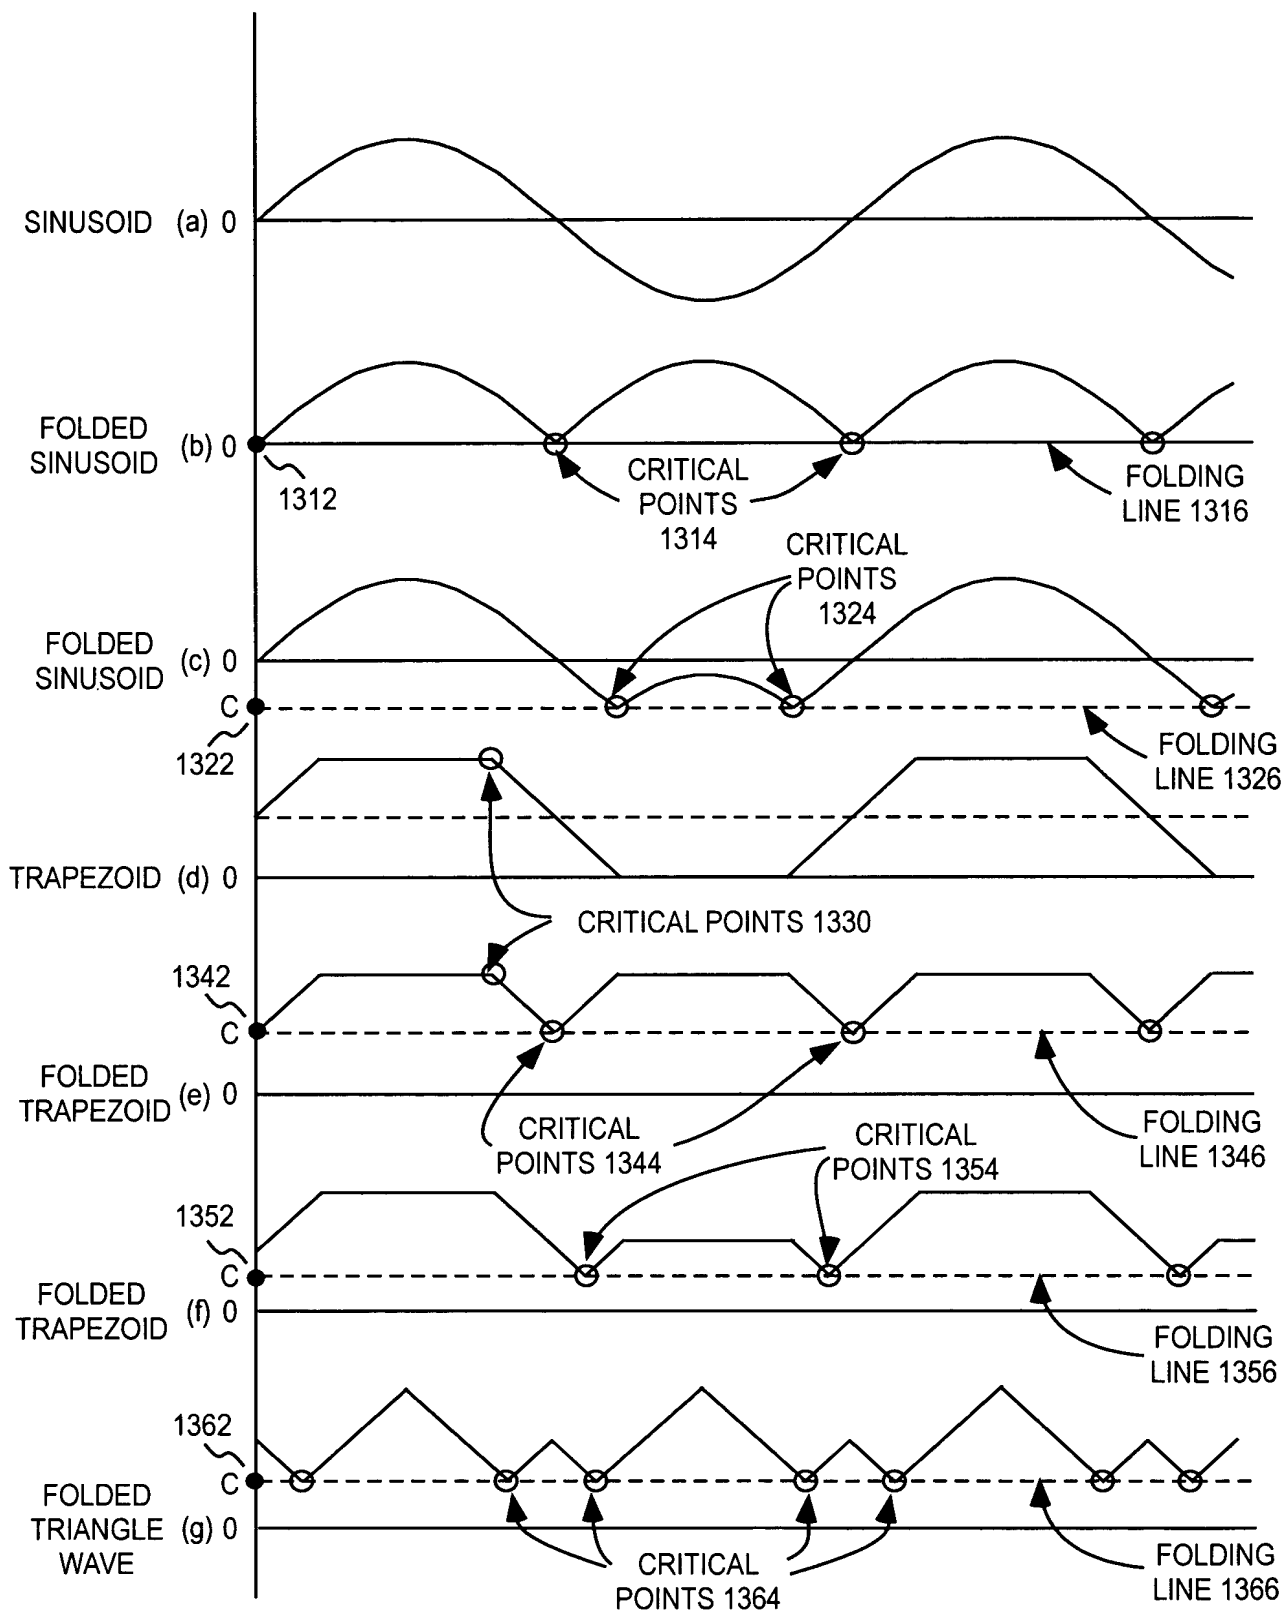 SINUSOID (a) 0
FOLDED
SINUSOID
(b) 0
1312
CRITICAL
POINTS
1314
FOLDING
LINE 1316
CRITICAL
POINTS
1324
FOLDED
SINUSOID
(c) 0
C
1322
FOLDING
LINE 1326
TRAPEZOID (d) 0
CRITICAL POINTS 1330
1342
C
FOLDED
TRAPEZOID
(e) 0
CRITICAL
POINTS 1344
FOLDING
LINE 1346
CRITICAL
POINTS 1354
1352
C
FOLDED
TRAPEZOID
(f) 0
FOLDING
LINE 1356
1362
C
FOLDED
TRIANGLE
WAVE
(g) 0
CRITICAL
POINTS 1364
FOLDING
LINE 1366